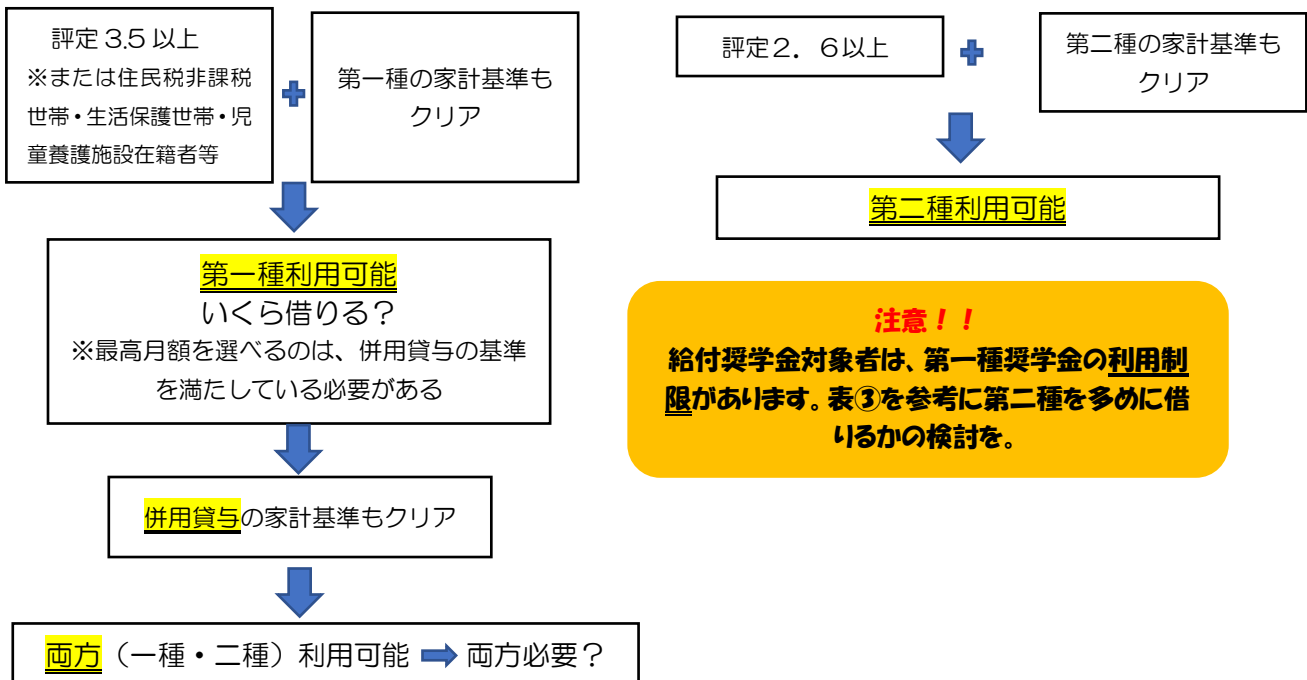 評定 3.5 以上
※または住民税非課税
世帯・生活保護世帯・児
童養護施設在籍者等
第一種の家計基準も
クリア
第一種利用可能
いくら借りる？
※最高月額を選べるのは、併用貸与の基準
を満たしている必要がある
併用貸与の家計基準もクリア
両方（一種・二種）利用可能 ➡ 両方必要？
評定２．６以上
第二種の家計基準も
クリア
第二種利用可能
注意！！
給付奨学金対象者は、第一種奨学金の利用制
限があります。表③を参考に第二種を多めに借
りるかの検討を。